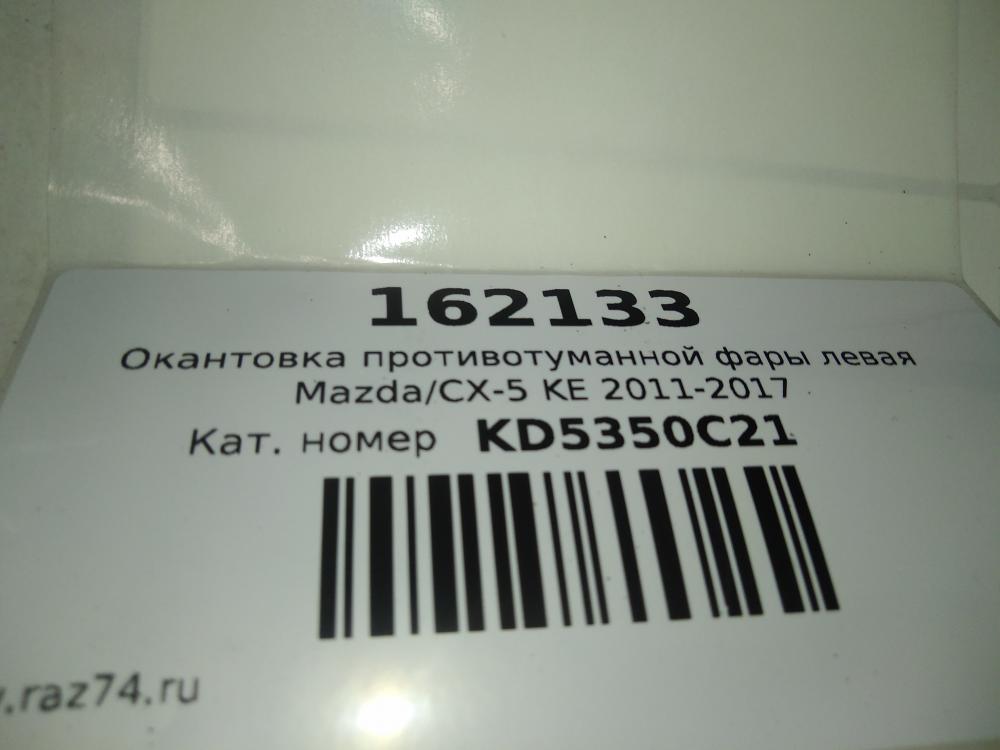 162133
Окантовка противотуманной фары левая
Mazda/CX-5 KE 2011-2017
Кат. номер KD5350C21
.raz74.ru